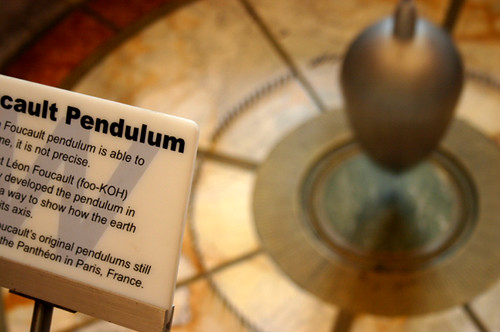 cault Pendulum
Foucault pendulum is able to
ne, it is not precise.
t Léon Foucault (foo-KOH)
developed the pendulum in
a way to show how the earth
its axis.
oucault's original pendulums still
the Panthéon in Paris, France.